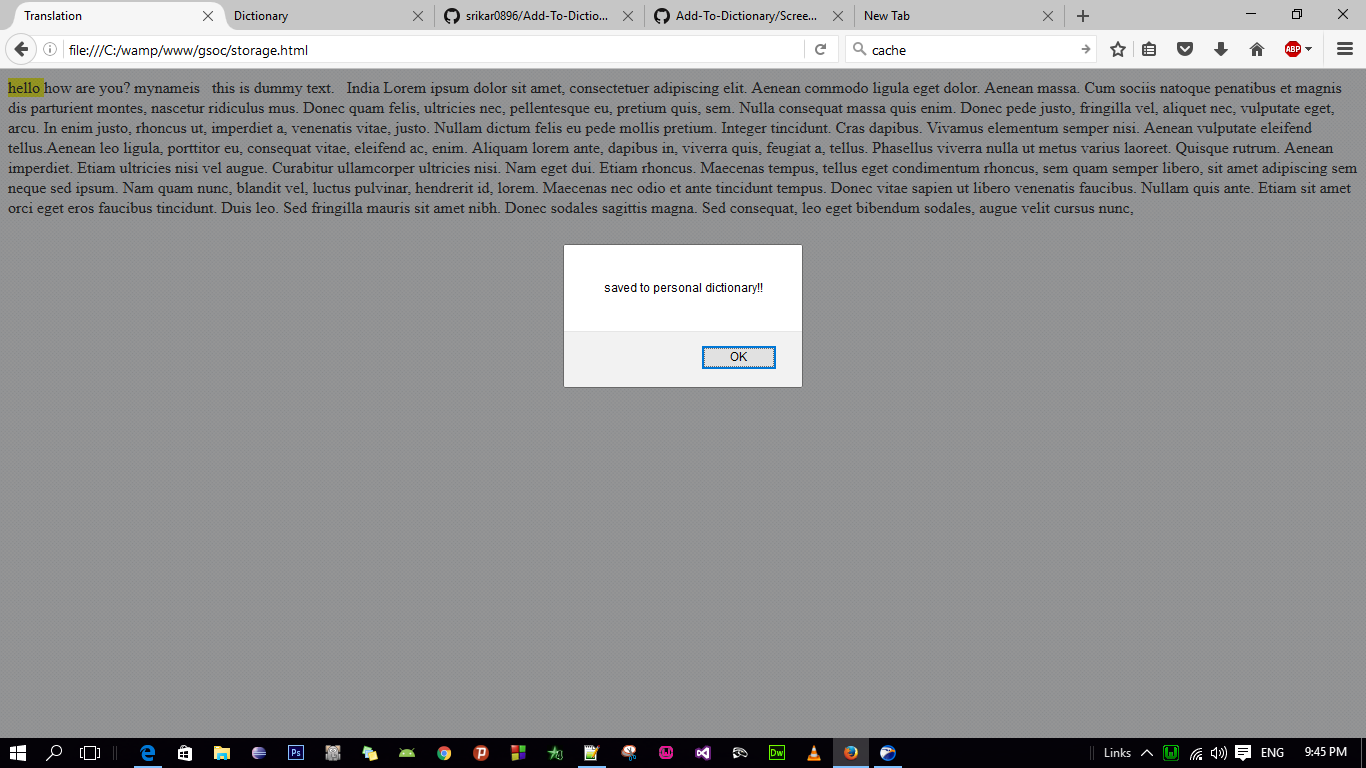 Translation
Dictionary
srikar0896/Add-To-Dictio...
Add-To-Dictionary/Scree...
New Tab
file:///C:/wamp/www/gsoc/storage.html
cache
ABP
hello how are you? mynameis   this is dummy text.   India Lorem ipsum dolor sit amet, consectetuer adipiscing elit. Aenean commodo ligula eget dolor. Aenean massa. Cum sociis natoque penatibus et magnis
dis parturient montes, nascetur ridiculus mus. Donec quam felis, ultricies nec, pellentesque eu, pretium quis, sem. Nulla consequat massa quis enim. Donec pede justo, fringilla vel, aliquet nec, vulputate eget,
arcu. In enim justo, rhoncus ut, imperdiet a, venenatis vitae, justo. Nullam dictum felis eu pede mollis pretium. Integer tincidunt. Cras dapibus. Vivamus elementum semper nisi. Aenean vulputate eleifend
tellus.Aenean leo ligula, porttitor eu, consequat vitae, eleifend ac, enim. Aliquam lorem ante, dapibus in, viverra quis, feugiat a, tellus. Phasellus viverra nulla ut metus varius laoreet. Quisque rutrum. Aenean
imperdiet. Etiam ultricies nisi vel augue. Curabitur ullamcorper ultricies nisi. Nam eget dui. Etiam rhoncus. Maecenas tempus, tellus eget condimentum rhoncus, sem quam semper libero, sit amet adipiscing sem
neque sed ipsum. Nam quam nunc, blandit vel, luctus pulvinar, hendrerit id, lorem. Maecenas nec odio et ante tincidunt tempus. Donec vitae sapien ut libero venenatis faucibus. Nullam quis ante. Etiam sit amet
orci eget eros faucibus tincidunt. Duis leo. Sed fringilla mauris sit amet nibh. Donec sodales sagittis magna. Sed consequat, leo eget bibendum sodales, augue velit cursus nunc,
saved to personal dictionary!!
OK
Ps
Dw
Links
ENG
9:45 PM